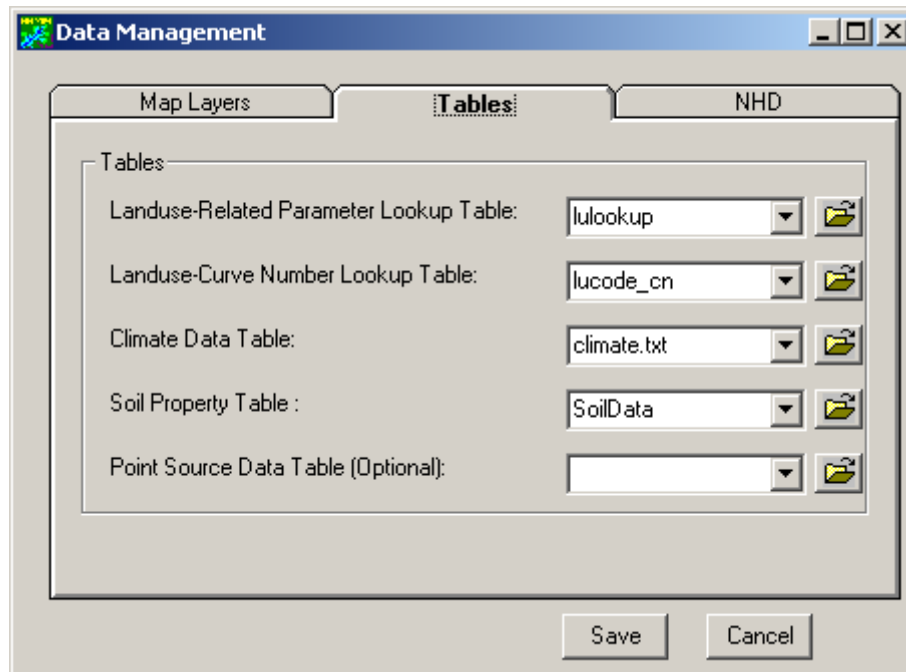 Data Management
Map Layers
Tables
NHD
Tables
Landuse-Related Parameter Lookup Table: lulookup
Landuse-Curve Number Lookup Table: lucode_cn
Climate Data Table: climate.txt
Soil Property Table : SoilData
Point Source Data Table (Optional):
Save
Cancel